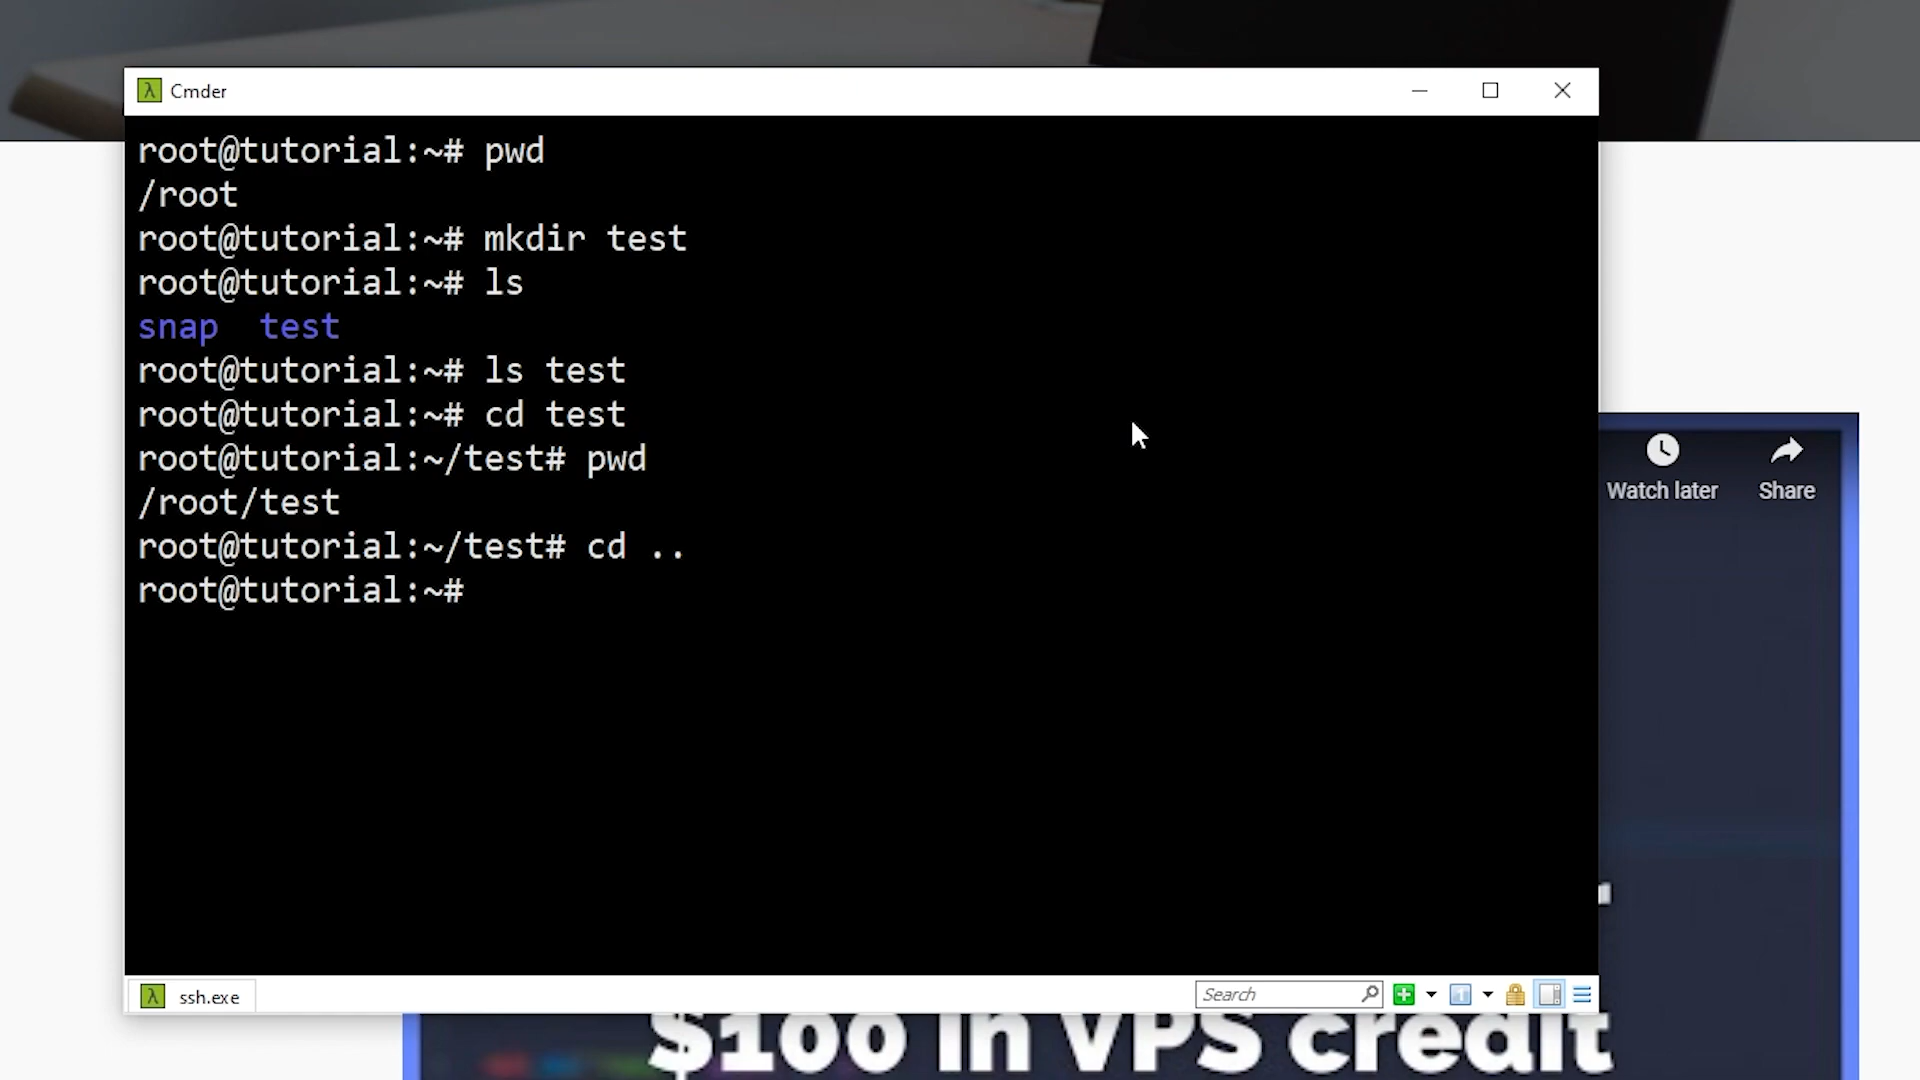 Cmder
root@tutorial:~# pwd
/root
root@tutorial:~# mkdir test
root@tutorial:~# ls
snap  test
root@tutorial:~# ls test
root@tutorial:~# cd test
root@tutorial:~/test# pwd
/root/test
root@tutorial:~/test# cd ..
root@tutorial:~#
Watch later
Share
ssh.exe
Search
$100 in VPS credit